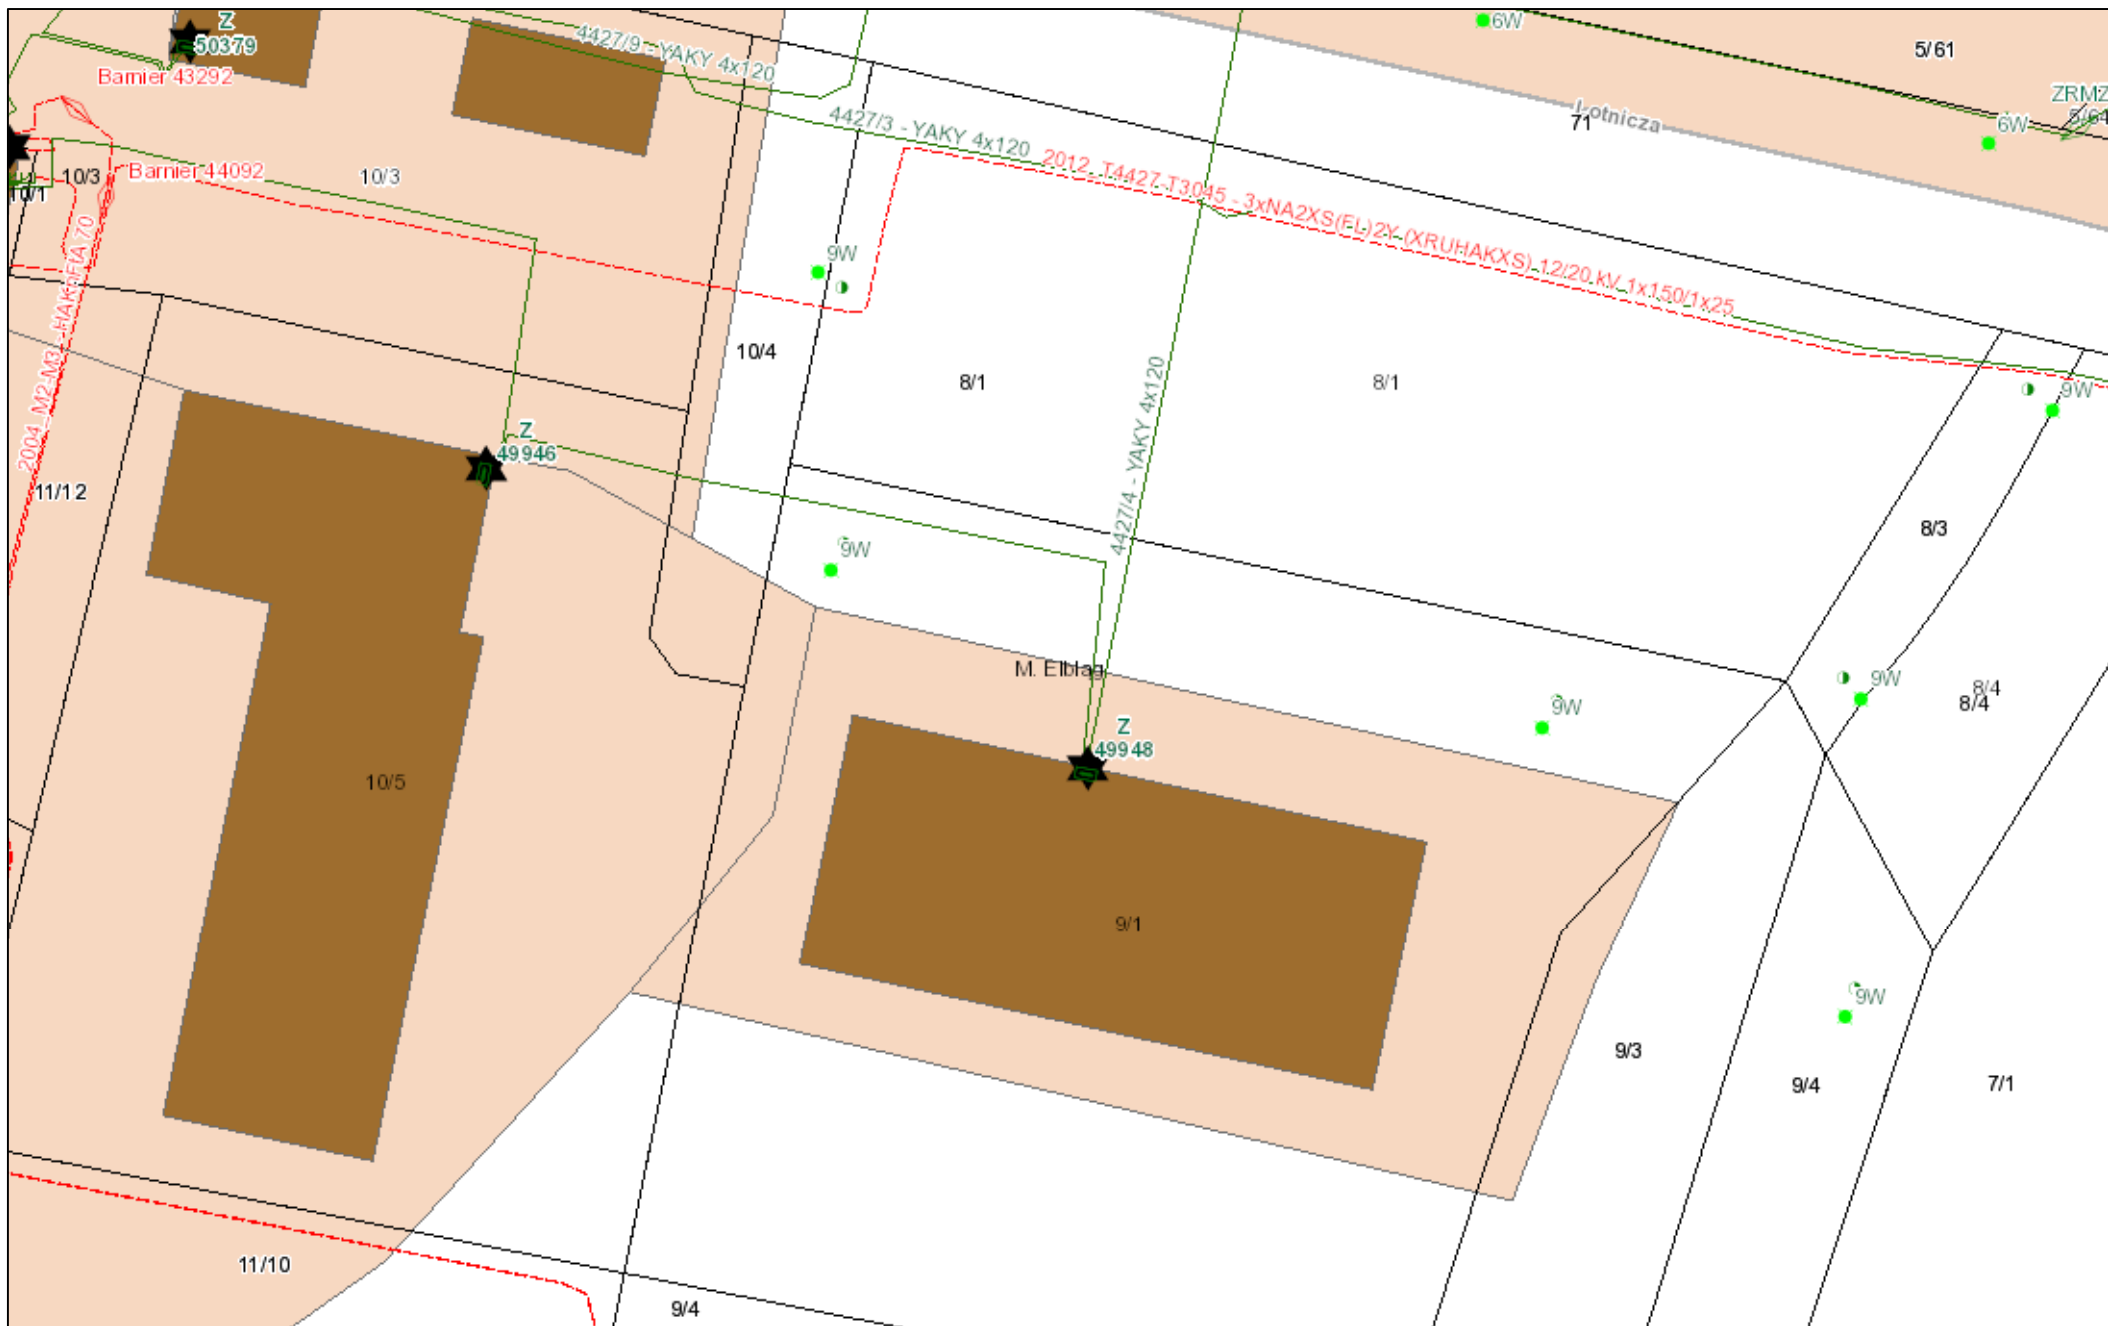 Z
50379
Barnier 43292
4427/9 - YAKY 4x120
6W
5/61
ZRMZ
5/64
6W
Lotnicza
71
4427/3 - YAKY 4x120
2012_T4427-T3045 - 3xNA2XS(FL)2Y (XRUHAKXS) 12/20 kV 1x150/1x25
Barnier 44092
10/3
10/3
10/1
9W
2004_M2-M3 - HAKnFtA 70
10/4
8/1
8/1
4427/4 - YAKY 4x120
9W
Z
49946
11/12
8/3
9W
M. Elbląg
9W
9W
8/4
8/4
Z
49948
10/5
9/1
9W
9/3
9/4
7/1
11/10
9/4